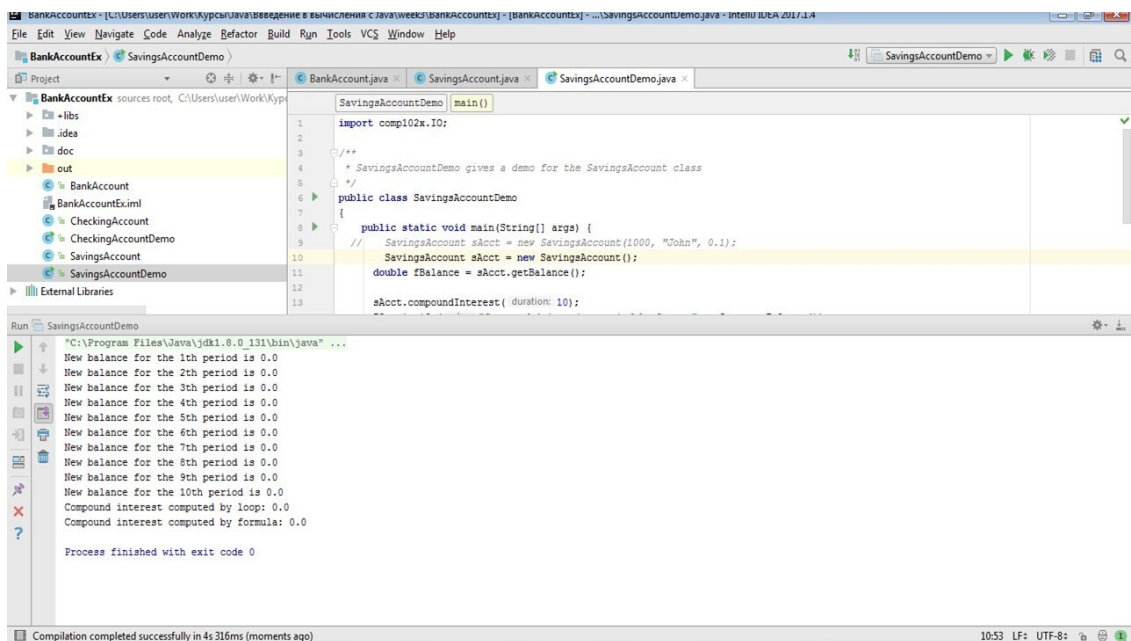 BankAccountEx - [C:\Users\user\Work\Курсы\Java\Введение в вычисления с Java\week3\BankAccountEx] - [BankAccountEx] - ...\SavingsAccountDemo.java - IntelliJ IDEA 2017.1.4
File Edit View Navigate Code Analyze Refactor Build Run Tools VCS Window Help
BankAccountEx SavingsAccountDemo
SavingsAccountDemo
Project
BankAccount.java SavingsAccount.java SavingsAccountDemo.java
BankAccountEx sources root, C:\Users\user\Work\Курс
+libs
.idea
doc
out
BankAccount
BankAccountEx.iml
CheckingAccount
CheckingAccountDemo
SavingsAccount
SavingsAccountDemo
External Libraries
SavingsAccountDemo main()
1 import comp102x.IO;
2
3 /**
4 * SavingsAccountDemo gives a demo for the SavingsAccount class
5 */
6 public class SavingsAccountDemo
7 {
8 public static void main(String[] args) {
9 // SavingsAccount sAcct = new SavingsAccount(1000, "John", 0.1);
10 SavingsAccount sAcct = new SavingsAccount();
11 double fBalance = sAcct.getBalance();
12
13 sAcct.compoundInterest( duration: 10);
Run SavingsAccountDemo
"C:\Program Files\Java\jdk1.8.0_131\bin\java" ...
New balance for the 1th period is 0.0
New balance for the 2th period is 0.0
New balance for the 3th period is 0.0
New balance for the 4th period is 0.0
New balance for the 5th period is 0.0
New balance for the 6th period is 0.0
New balance for the 7th period is 0.0
New balance for the 8th period is 0.0
New balance for the 9th period is 0.0
New balance for the 10th period is 0.0
Compound interest computed by loop: 0.0
Compound interest computed by formula: 0.0
Process finished with exit code 0
Compilation completed successfully in 4s 316ms (moments ago)
10:53 LF÷ UTF-8÷ 1